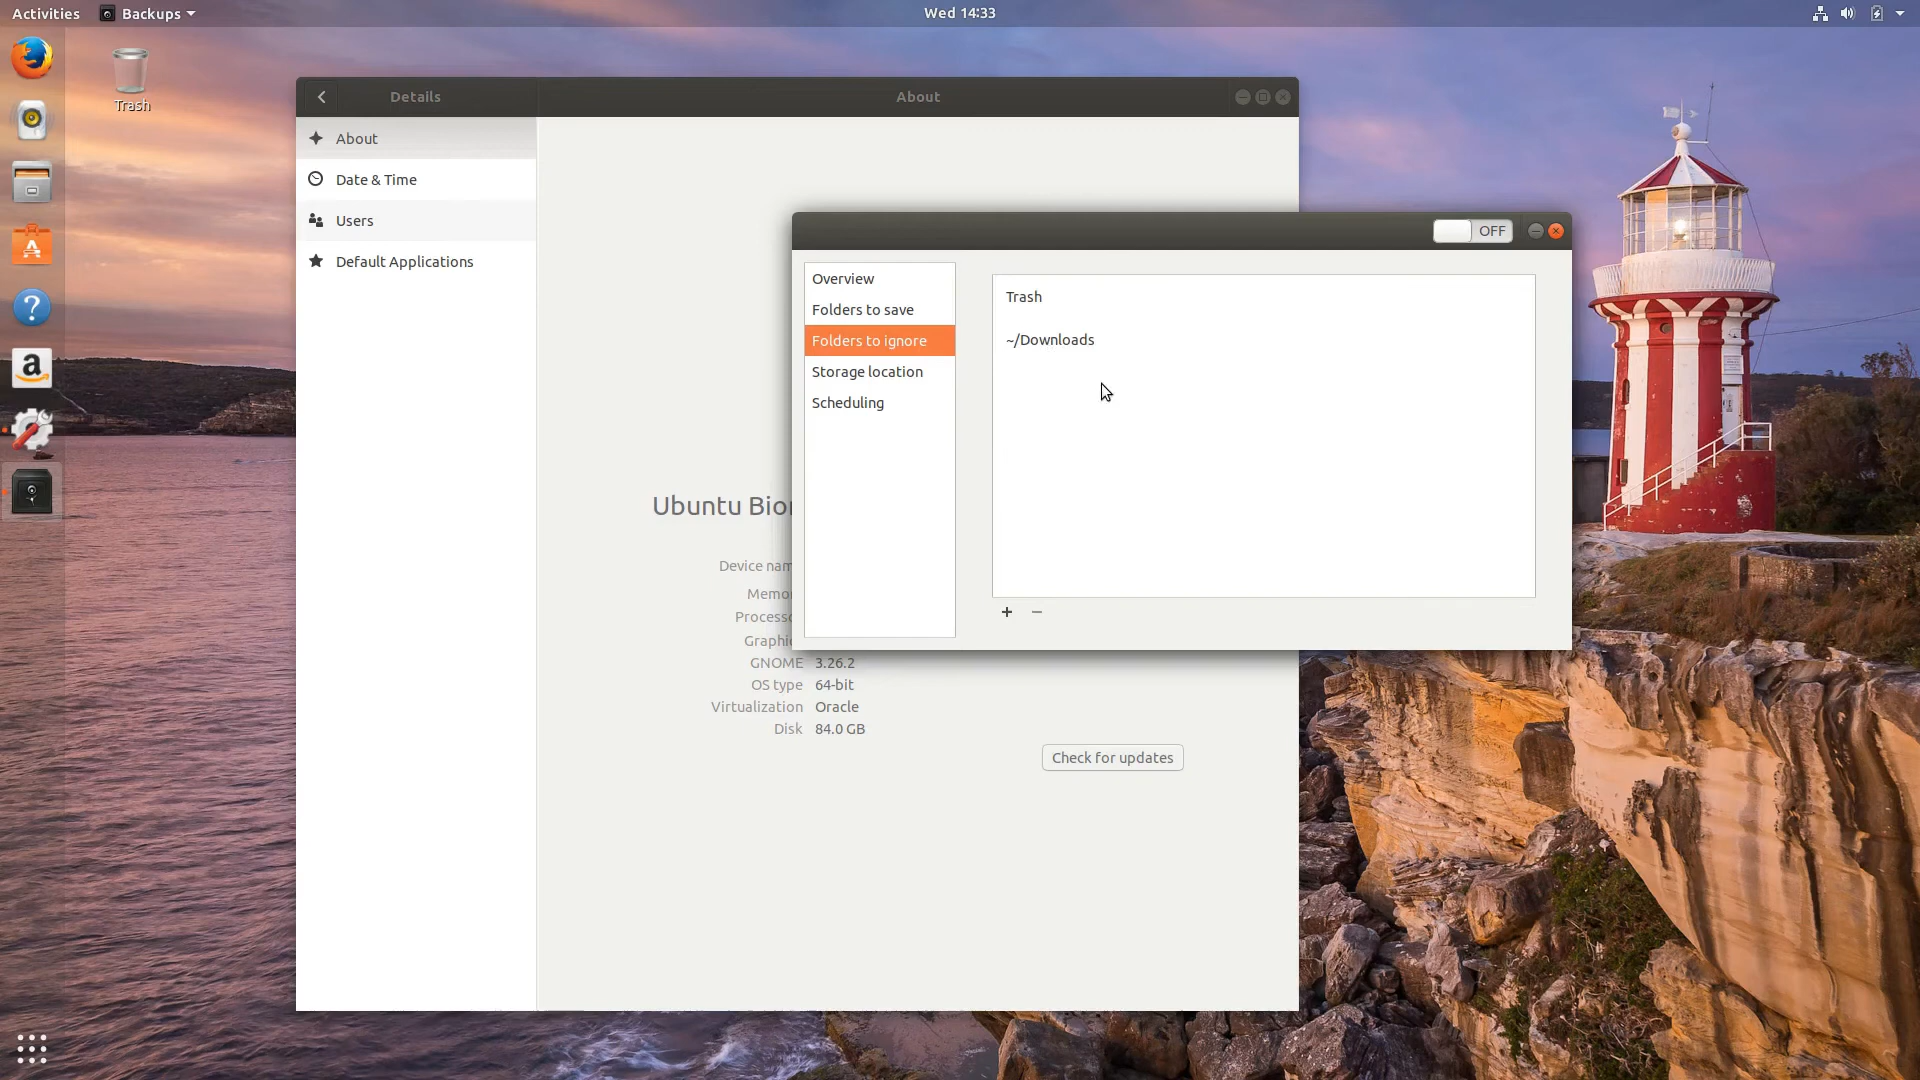 Activities
Backups
Wed 14:33
Trash
Details
About
About
Date & Time
Users
Default Applications
OFF
Overview
Folders to save
Folders to ignore
Storage location
Scheduling
Trash
~/Downloads
+ −
Ubuntu Bio
Device nam
Memo
Process
Graphi
GNOME 3.26.2
OS type 64-bit
Virtualization Oracle
Disk 84.0 GB
Check for updates